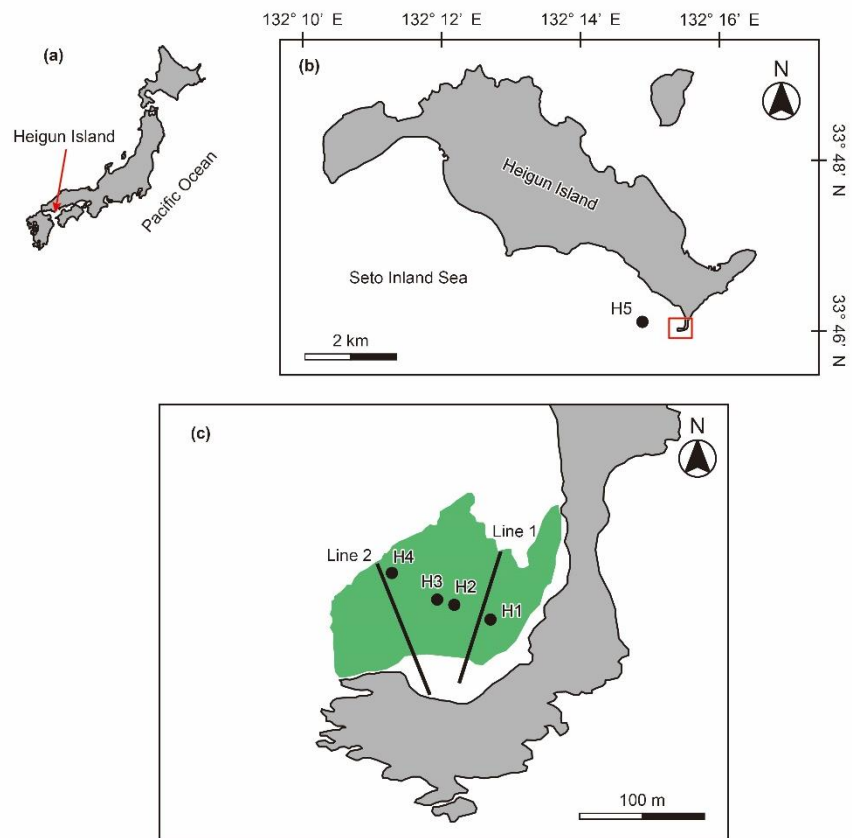 132° 10′ E
132° 12′ E
132° 14′ E
132° 16′ E
(a)
Heigun Island
Pacific Ocean
(b)
N
Heigun Island
33° 48′ N
Seto Inland Sea
H5
33° 46′ N
2 km
(c)
N
Line 1
Line 2
H4
H3
H2
H1
100 m